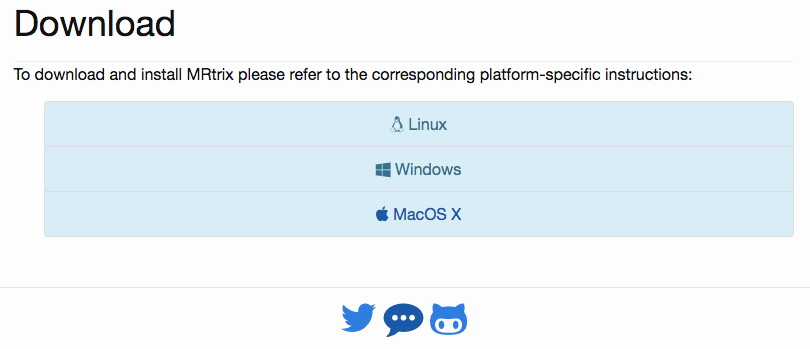 Download
To download and install MRtrix please refer to the corresponding platform-specific instructions:
Linux
Windows
MacOS X